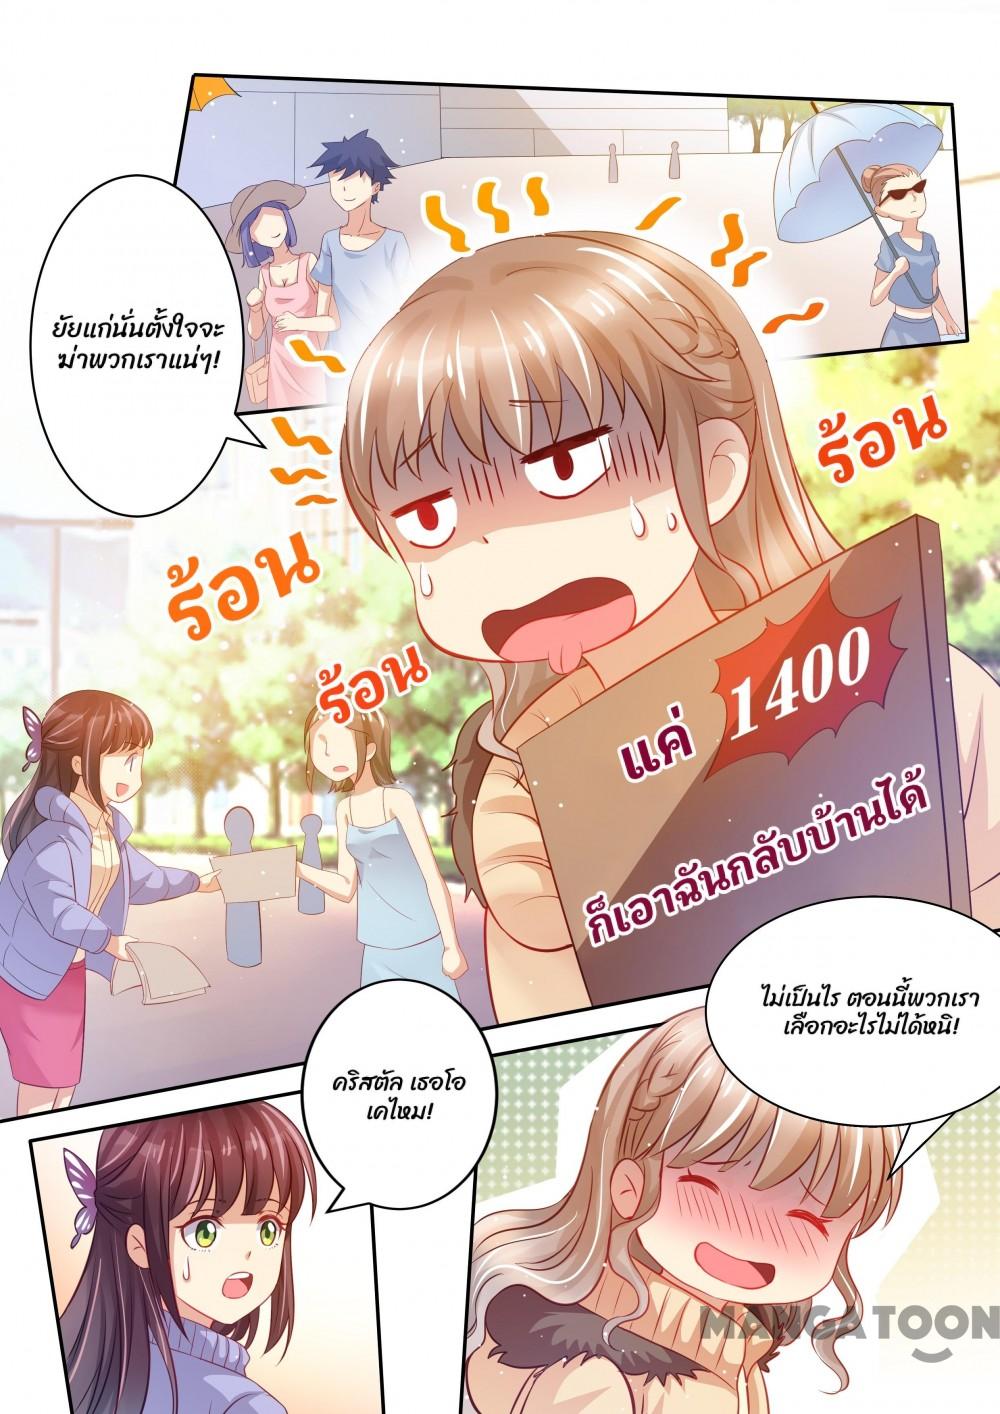 ยัยแก่นั่นตั้งใจจะ
ฆ่าพวกเราแน่ๆ!
ร้อน
ร้อน
ร้อน
แค่ 1400
ก็เอาฉันกลับบ้านได้
ไม่เป็นไร ตอนนี้พวกเรา
เลือกอะไรไม่ได้หนิ!
คริสตัล เธอโอ
เคไหม!
MANGATOON